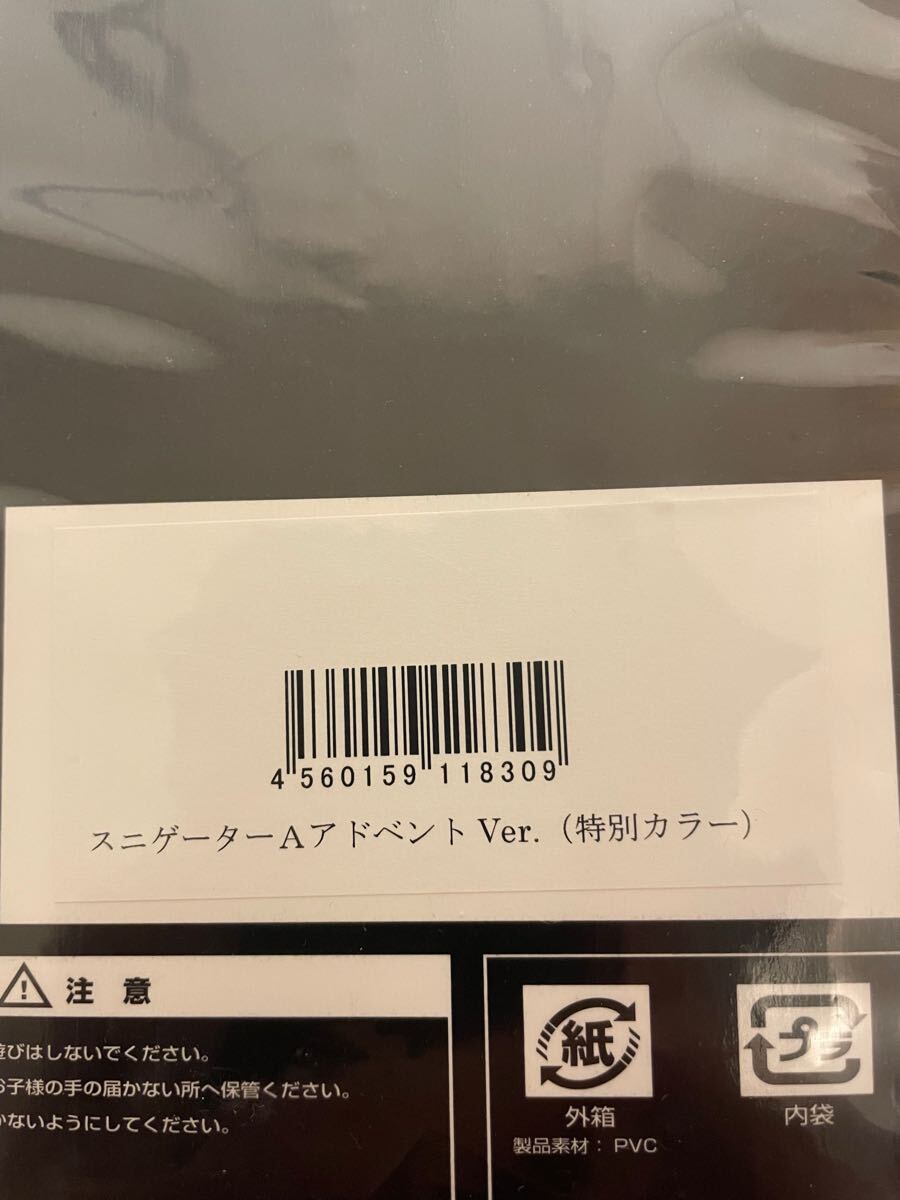 4 560159 118309
スニゲーターAアドベントVer.（特別カラー）
注意
遊びはしないでください。
お子様の手の届かない所へ保管ください。
かないようにしてください。
紙
外箱
製品素材：PVC
プラ
内袋